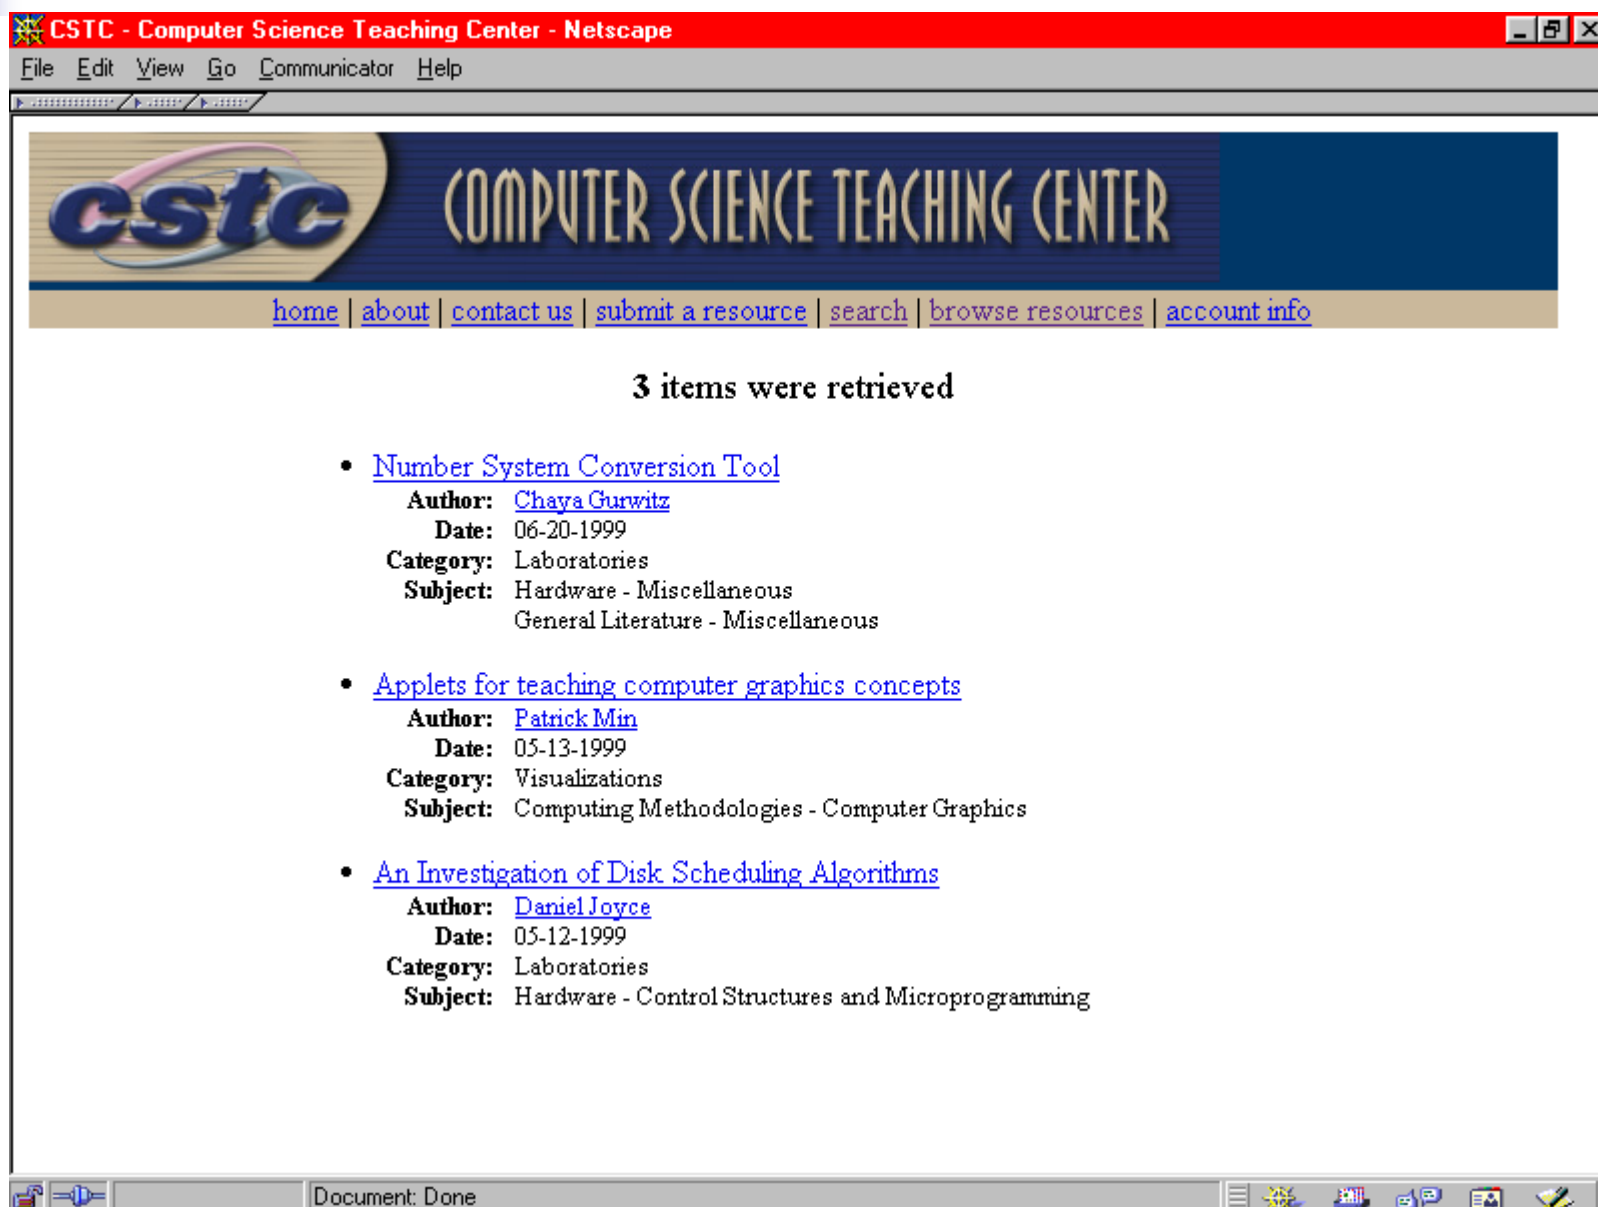 CSTC - Computer Science Teaching Center - Netscape
File Edit View Go Communicator Help
cstc COMPUTER SCIENCE TEACHING CENTER
home | about | contact us | submit a resource | search | browse resources | account info
3 items were retrieved
• Number System Conversion Tool
Author: Chaya Gurwitz
Date: 06-20-1999
Category: Laboratories
Subject: Hardware - Miscellaneous
General Literature - Miscellaneous
• Applets for teaching computer graphics concepts
Author: Patrick Min
Date: 05-13-1999
Category: Visualizations
Subject: Computing Methodologies - Computer Graphics
• An Investigation of Disk Scheduling Algorithms
Author: Daniel Joyce
Date: 05-12-1999
Category: Laboratories
Subject: Hardware - Control Structures and Microprogramming
Document: Done